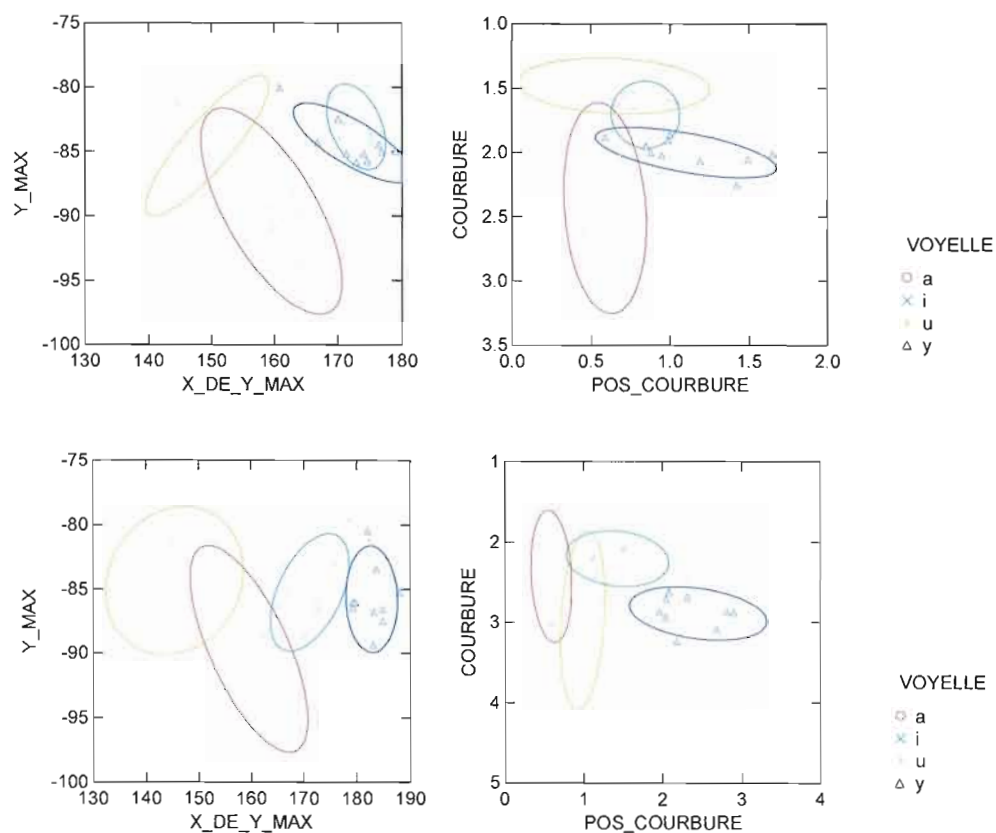 -75
-80
-85
-90
-95
-100
Y_MAX
130 140 150 160 170 180
X_DE_Y_MAX
1.0
1.5
2.0
2.5
3.0
3.5
COURBURE
0.0 0.5 1.0 1.5 2.0
POS_COURBURE
VOYELLE
a
i
u
y
-75
-80
-85
-90
-95
-100
Y_MAX
130 140 150 160 170 180 190
X_DE_Y_MAX
1
2
3
4
5
COURBURE
0 1 2 3 4
POS_COURBURE
VOYELLE
a
i
u
y